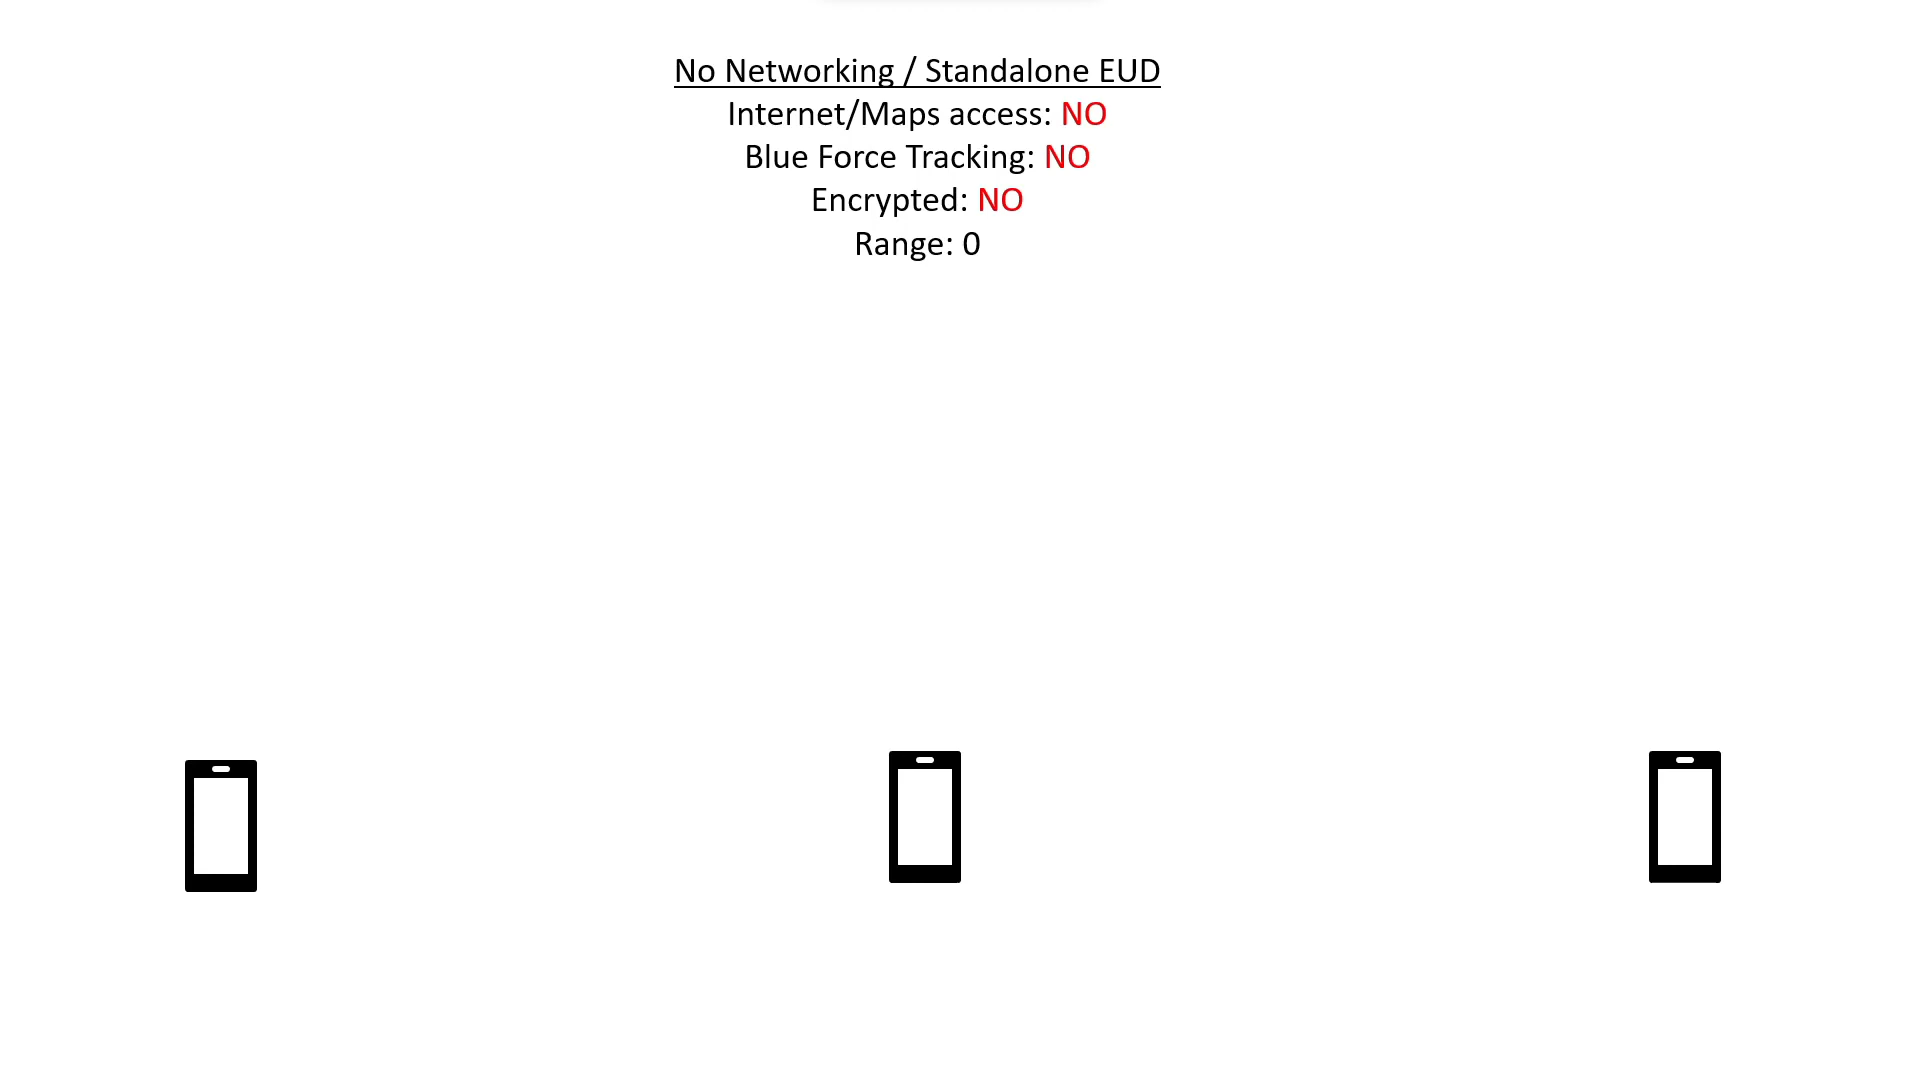 No Networking / Standalone EUD
Internet/Maps access: NO
Blue Force Tracking: NO
Encrypted: NO
Range: 0